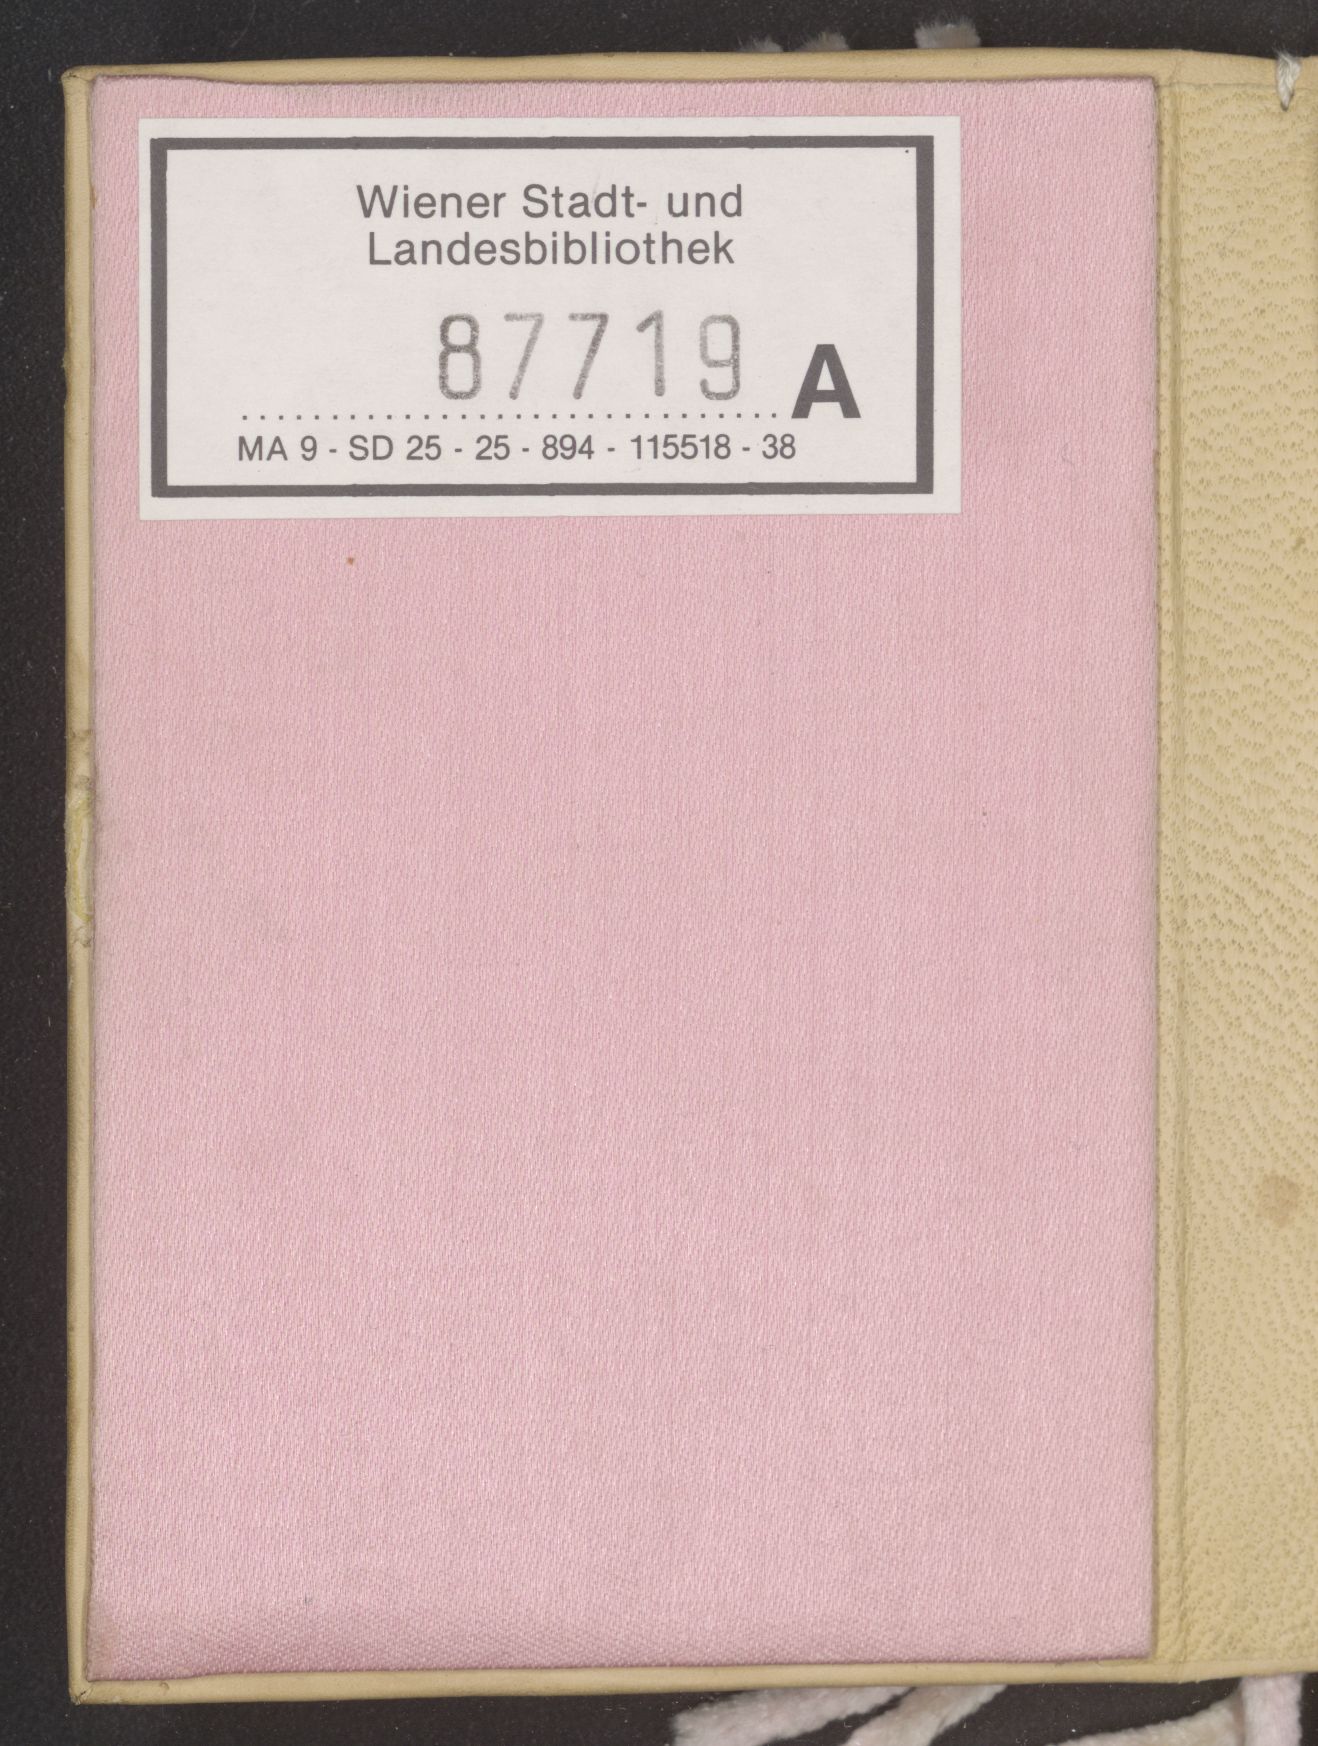 Wiener Stadt- und
Landesbibliothek
87719 A
MA 9 - SD 25 - 25 - 894 - 115518 - 38